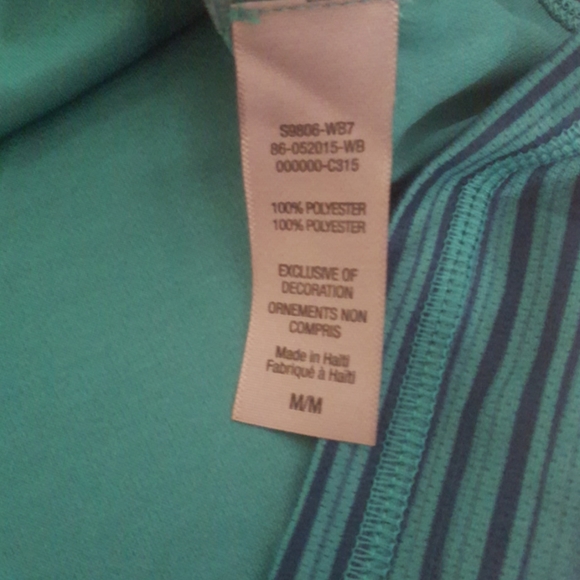 S9806-WB7
86-052015-WB
000000-C315
100% POLYESTER
100% POLYESTER
EXCLUSIVE OF
DECORATION
ORNEMENTS NON
COMPRIS
Made in Haiti
Fabriqué à Haïti
M/M